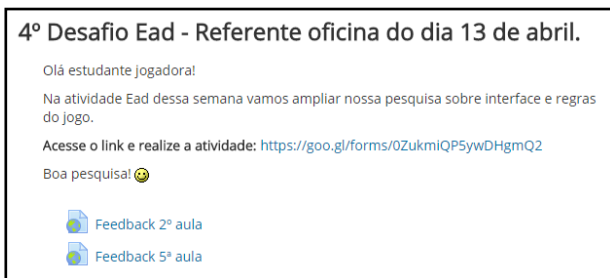 4º Desafio Ead - Referente oficina do dia 13 de abril.
Olá estudante jogadora!
Na atividade Ead dessa semana vamos ampliar nossa pesquisa sobre interface e regras
do jogo.
Acesse o link e realize a atividade: https://goo.gl/forms/0ZukmiQP5ywDHgmQ2
Boa pesquisa!
Feedback 2º aula
Feedback 5ª aula